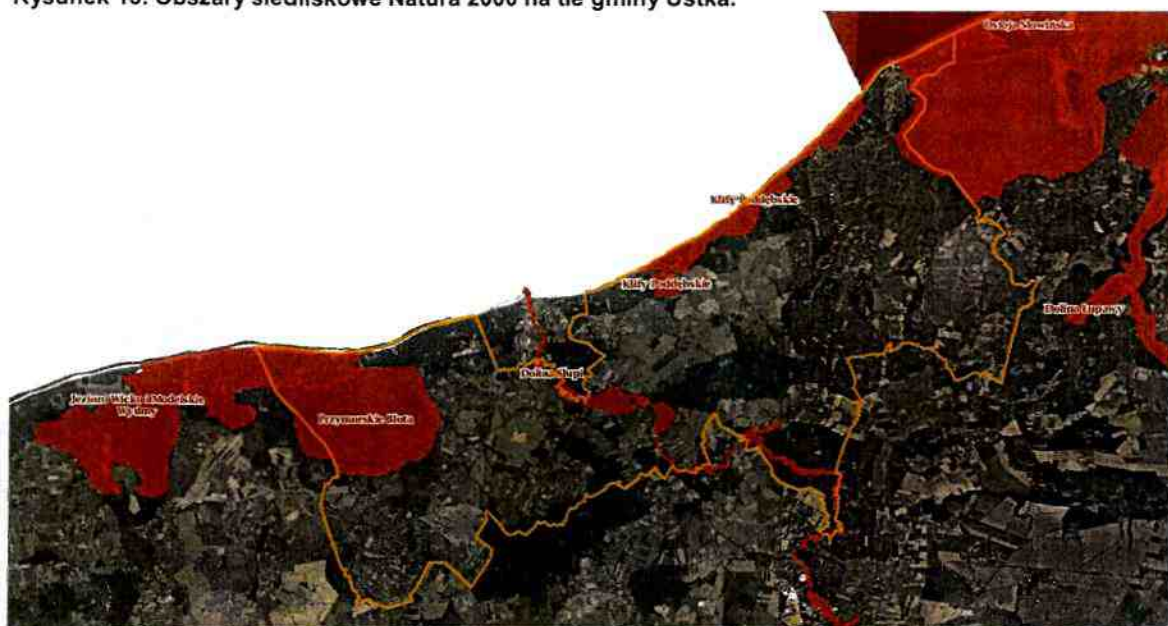 Rysunek 10. Obszary siedliskowe Natura 2000 na tle gminy Ustka.
Ostoja Słowińska
Klify Poddębskie
Klify Poddębskie
Dolina Łupawy
Dolina Słupi
Jezioro Wicko i Modelskie
Wydmy
Przymorskie Błota